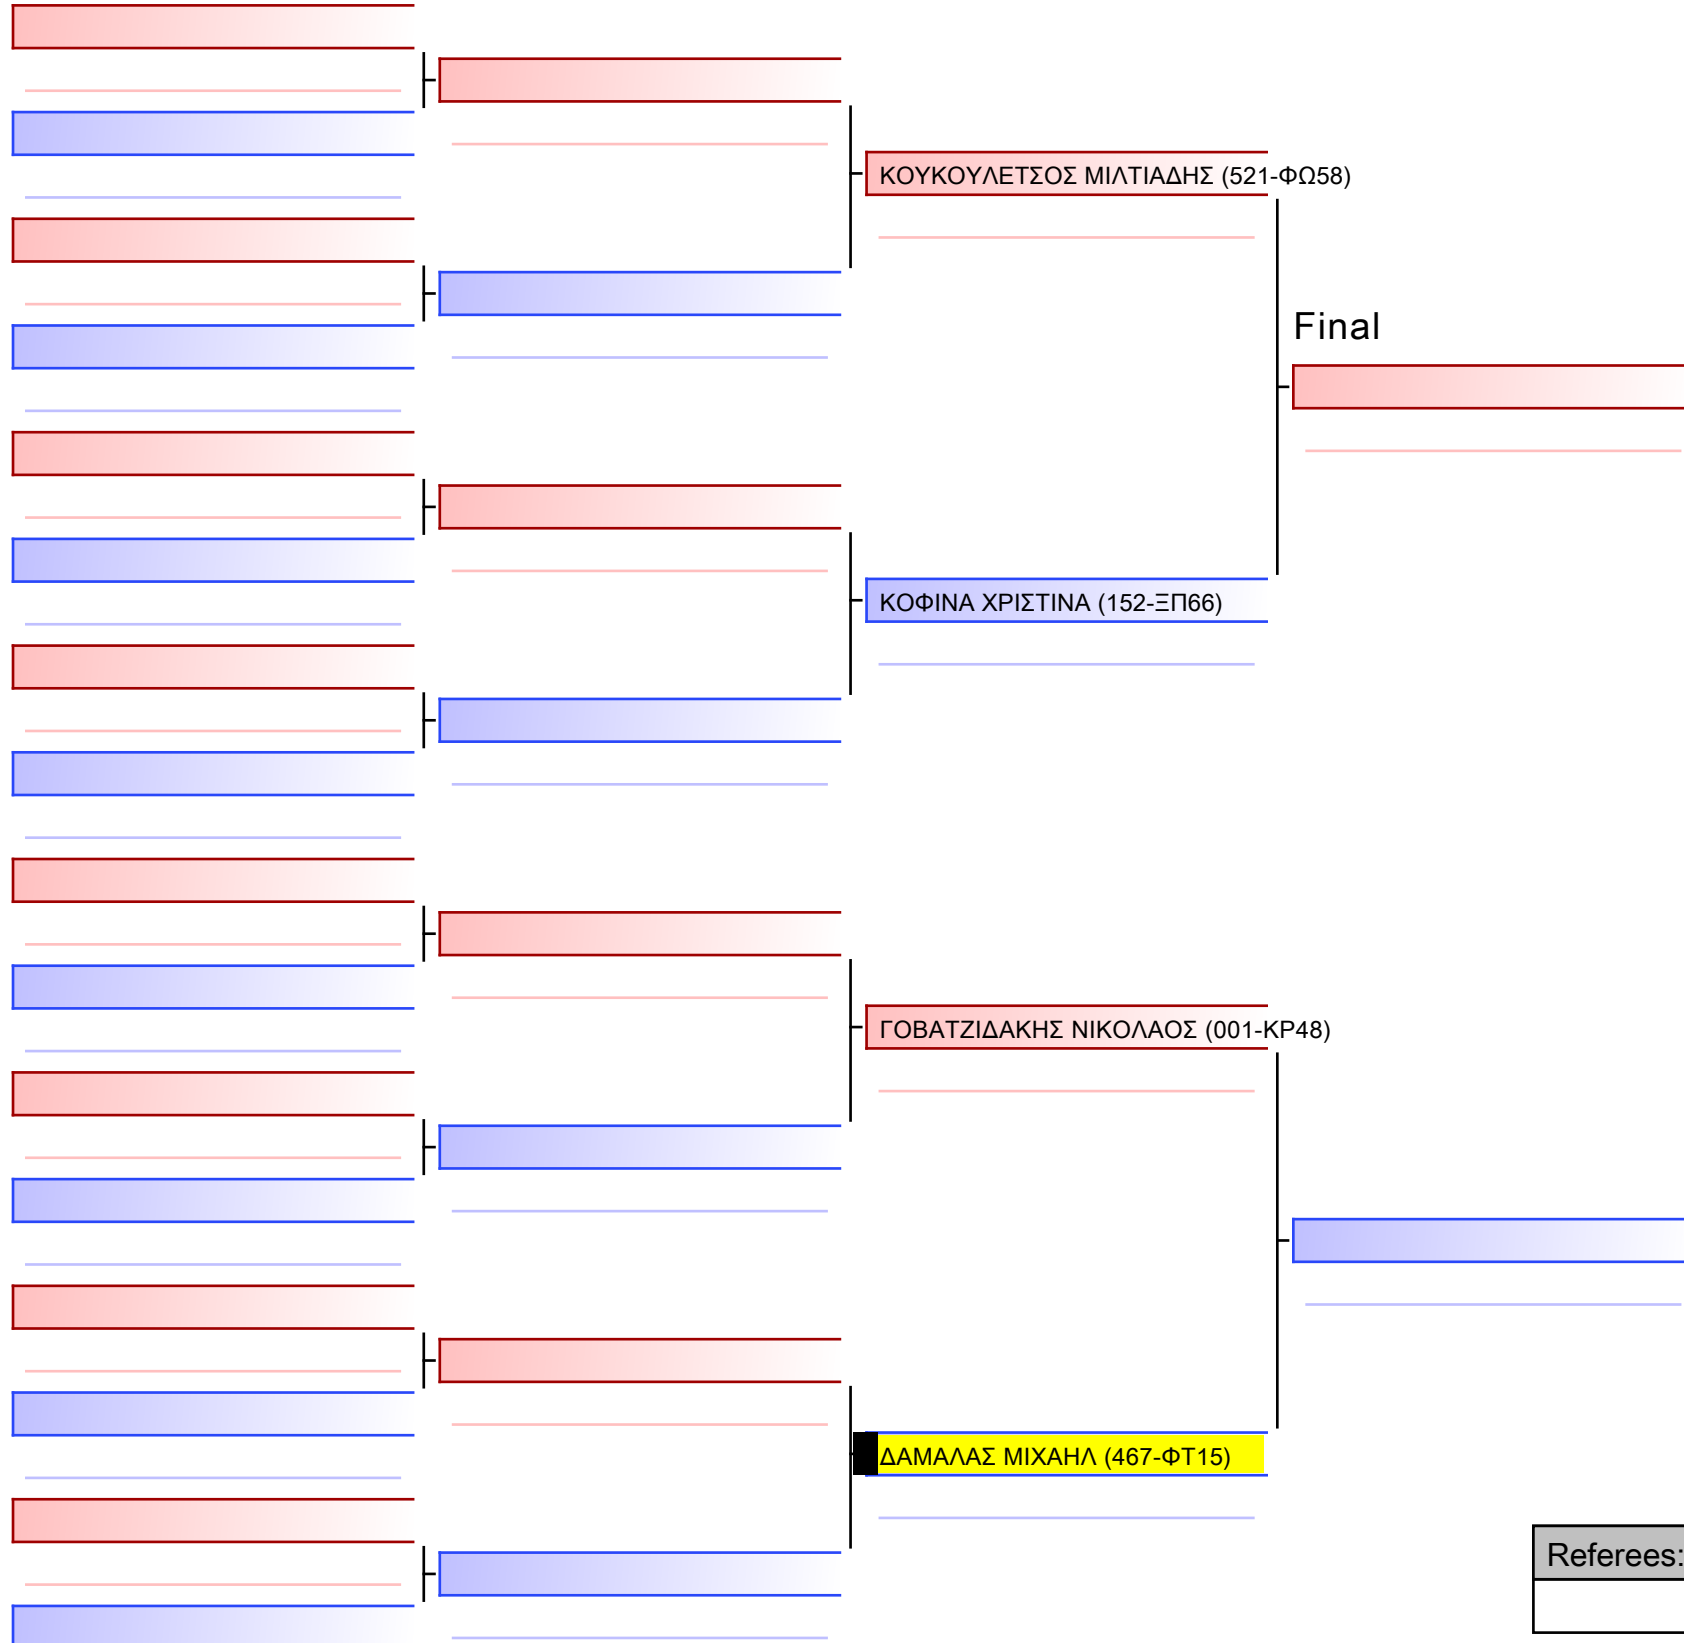 ΚΟΥΚΟΥΛΕΤΣΟΣ ΜΙΛΤΙΑΔΗΣ (521-ΦΩ58)
Final
ΚΟΦΙΝΑ ΧΡΙΣΤΙΝΑ (152-ΞΠ66)
ΓΟΒΑΤΖΙΔΑΚΗΣ ΝΙΚΟΛΑΟΣ (001-ΚΡ48)
ΔΑΜΑΛΑΣ ΜΙΧΑΗΛ (467-ΦΤ15)
Referees: